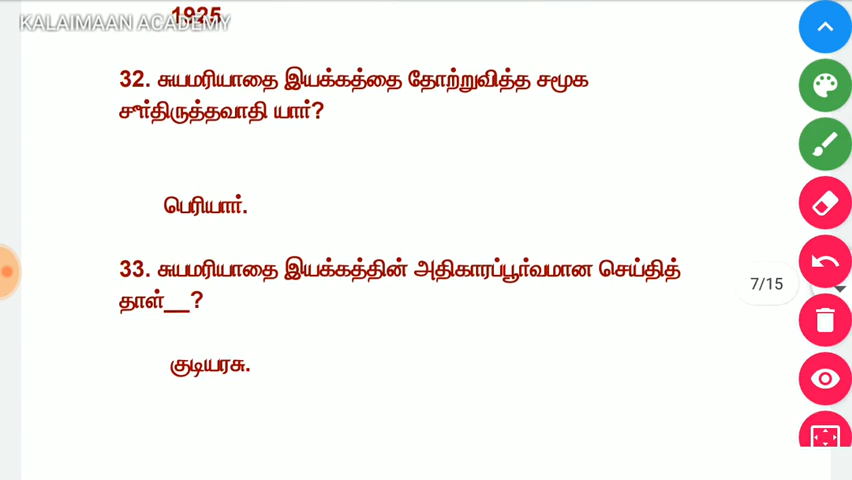 1925
KALAIMAAN ACADEMY
32. சுயமரியாதை இயக்கத்தை தோற்றுவித்த சமூக
சீர்திருத்தவாதி யார்?
பெரியார்.
33. சுயமரியாதை இயக்கத்தின் அதிகாரப்பூர்வமான செய்தித்
தாள்__?
7/15
குடியரசு.